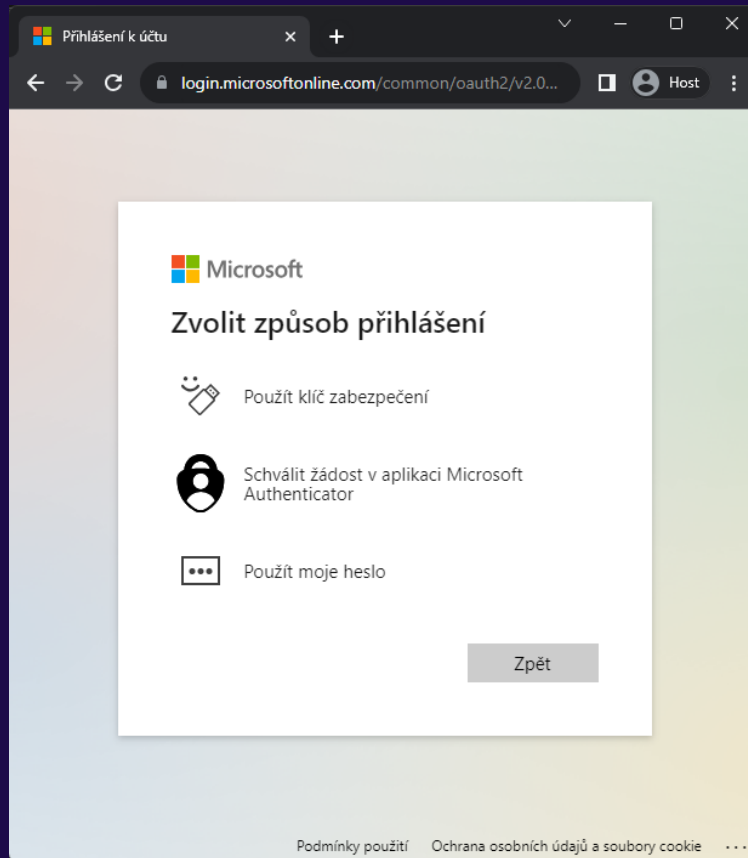 Přihlášení k účtu
login.microsoftonline.com/common/oauth2/v2.0...
Host
Microsoft
Zvolit způsob přihlášení
Použít klíč zabezpečení
Schválit žádost v aplikaci Microsoft
Authenticator
Použít moje heslo
Zpět
Podmínky použití Ochrana osobních údajů a soubory cookie ...